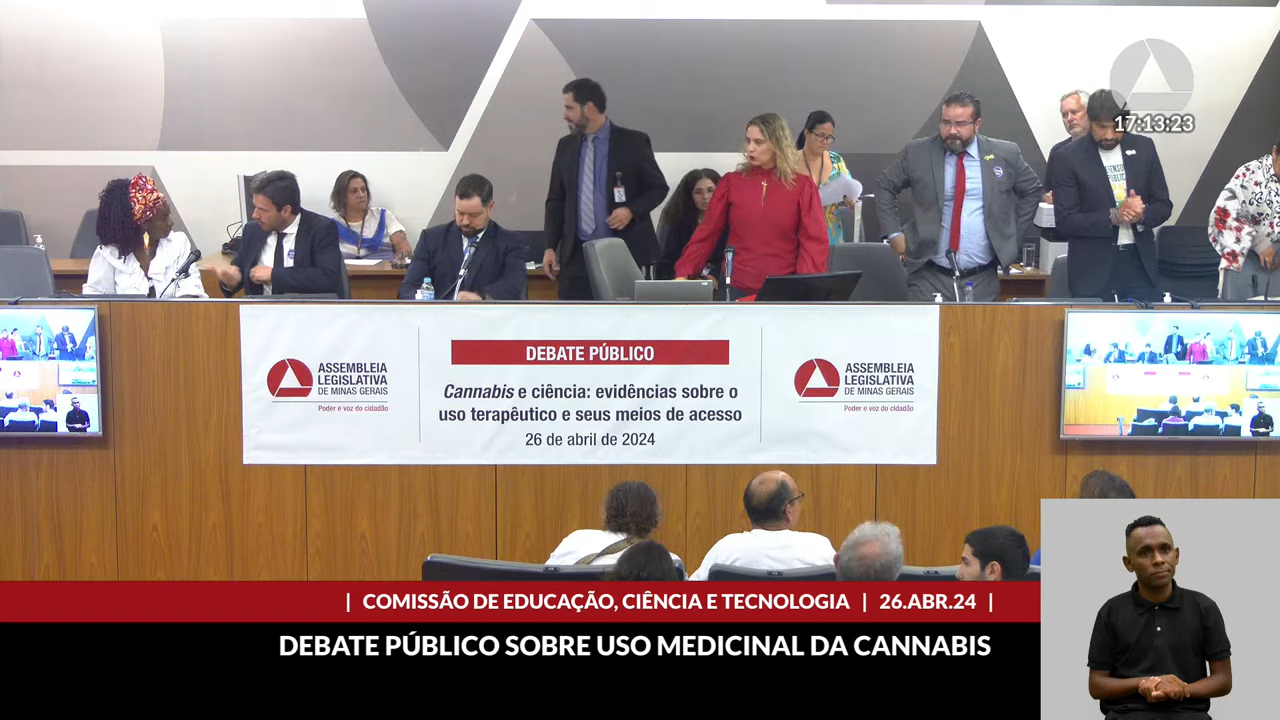 17:13:23
DEBATE PÚBLICO
ASSEMBLEIA
LEGISLATIVA
DE MINAS GERAIS
Poder e voz do cidadão
Cannabis e ciência: evidências sobre o
uso terapêutico e seus meios de acesso
26 de abril de 2024
ASSEMBLEIA
LEGISLATIVA
DE MINAS GERAIS
Poder e voz do cidadão
| COMISSÃO DE EDUCAÇÃO, CIÊNCIA E TECNOLOGIA | 26.ABR.24 |
DEBATE PÚBLICO SOBRE USO MEDICINAL DA CANNABIS